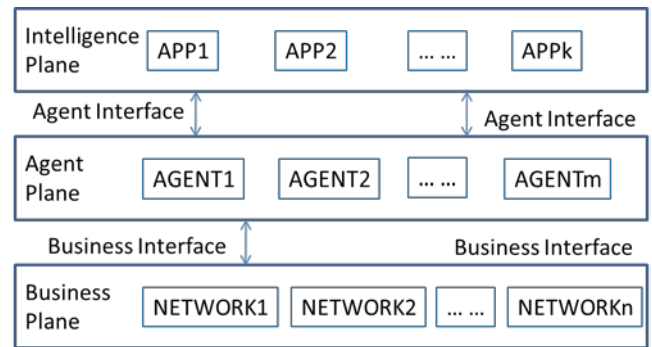 Intelligence
Plane
APP1 APP2 ... ... APPk
Agent Interface
Agent Interface
Agent
Plane
AGENT1 AGENT2 ... ... AGENTm
Business Interface Business Interface
Business
Plane
NETWORK1 NETWORK2 ... ... NETWORKn